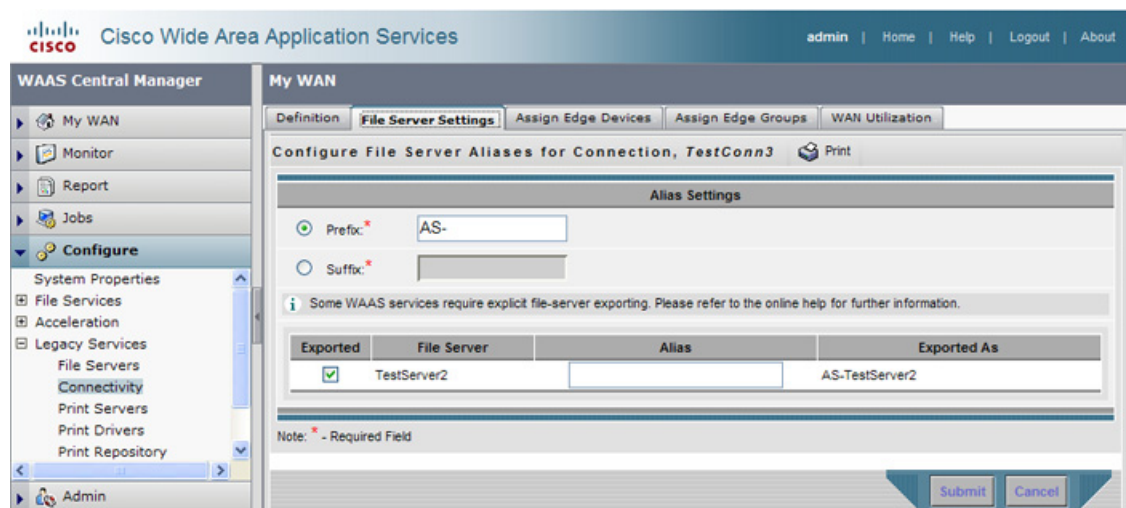 CISCO Cisco Wide Area Application Services
admin | Home | Help | Logout | About
WAAS Central Manager
My WAN
Monitor
Report
Jobs
Configure
System Properties
File Services
Acceleration
Legacy Services
File Servers
Connectivity
Print Servers
Print Drivers
Print Repository
Admin
My WAN
Definition File Server Settings Assign Edge Devices Assign Edge Groups WAN Utilization
Configure File Server Aliases for Connection, TestConn3 Print
Alias Settings
Prefix:* AS-
Suffix:*
i Some WAAS services require explicit file-server exporting. Please refer to the online help for further information.
Exported File Server Alias Exported As
TestServer2 AS-TestServer2
Note: * - Required Field
Submit Cancel